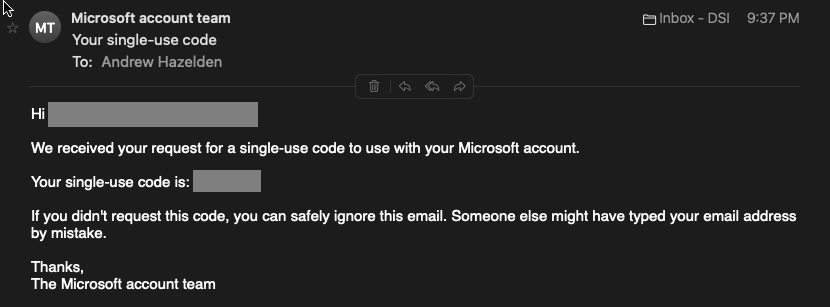 MT
Microsoft account team
Inbox - DSI 9:37 PM
Your single-use code
To: Andrew Hazelden
Hi
We received your request for a single-use code to use with your Microsoft account.
Your single-use code is:
If you didn't request this code, you can safely ignore this email. Someone else might have typed your email address
by mistake.
Thanks,
The Microsoft account team